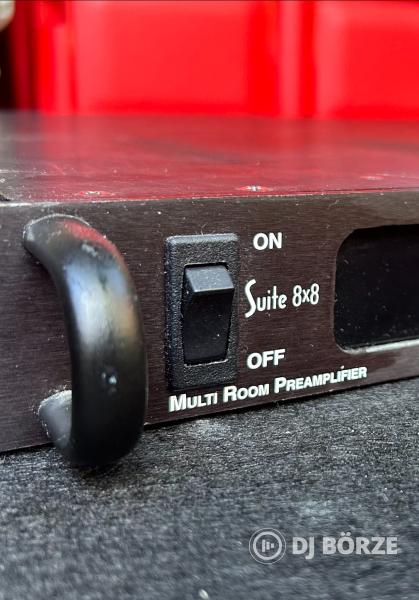 ON
Suite 8x8
OFF
MULTI ROOM PREAMPLIFIER
DJ BÖRZE